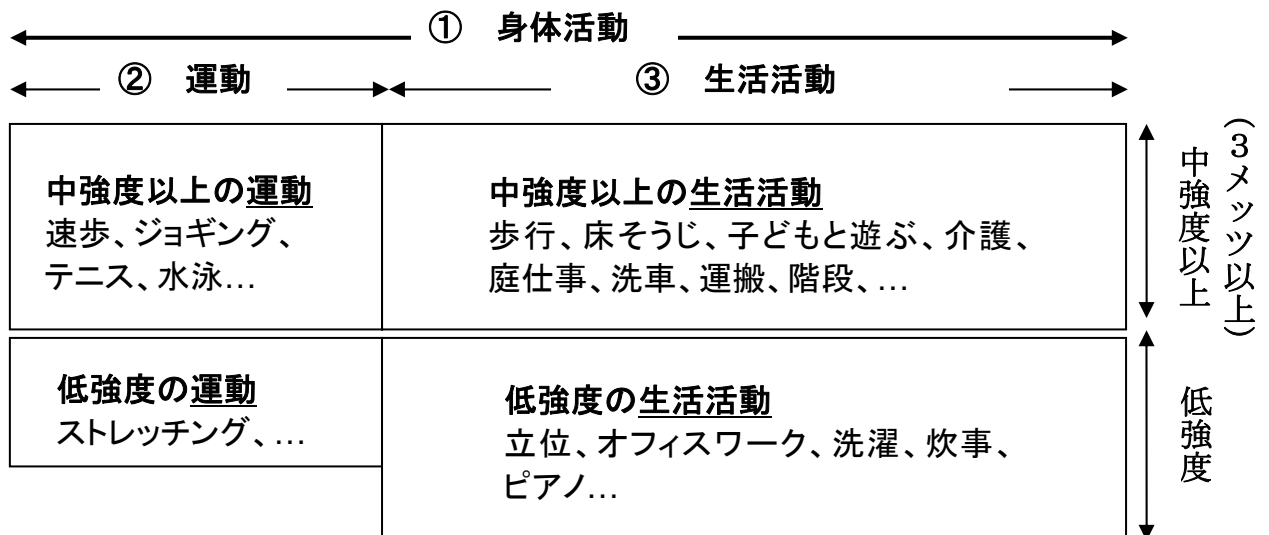 ① 身体活動
② 運動
③ 生活活動
中強度以上の運動
速歩、ジョギング、
テニス、水泳…
中強度以上の生活活動
歩行、床そうじ、子どもと遊ぶ、介護、
庭仕事、洗車、運搬、階段、…
(3メッツ以上)
中強度以上
低強度の運動
ストレッチング、…
低強度の生活活動
立位、オフィスワーク、洗濯、炊事、
ピアノ…
低強度